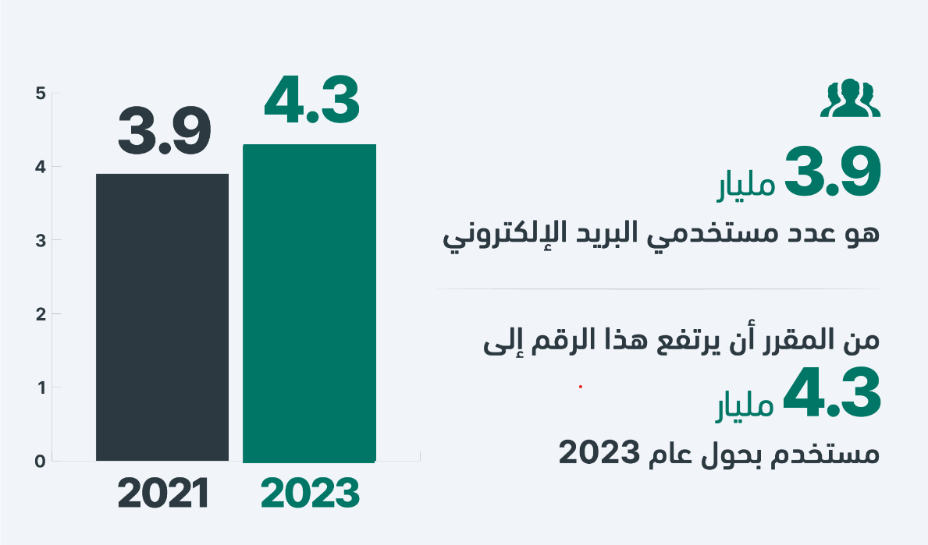 3.9 مليار
هو عدد مستخدمي البريد الإلكتروني
من المقرر أن يرتفع هذا الرقم إلى
4.3 مليار
مستخدم بحول عام 2023
5
4
3
2
1
0
3.9
4.3
2021
2023